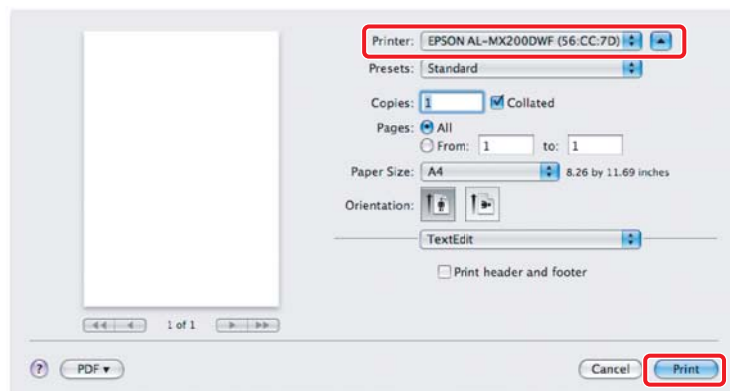 Printer: EPSON AL-MX200DWF (56:CC:7D)
Presets: Standard
Copies: 1 Collated
Pages: All
From: 1 to: 1
Paper Size: A4 8.26 by 11.69 inches
Orientation:
TextEdit
Print header and footer
1 of 1
? PDF Cancel Print